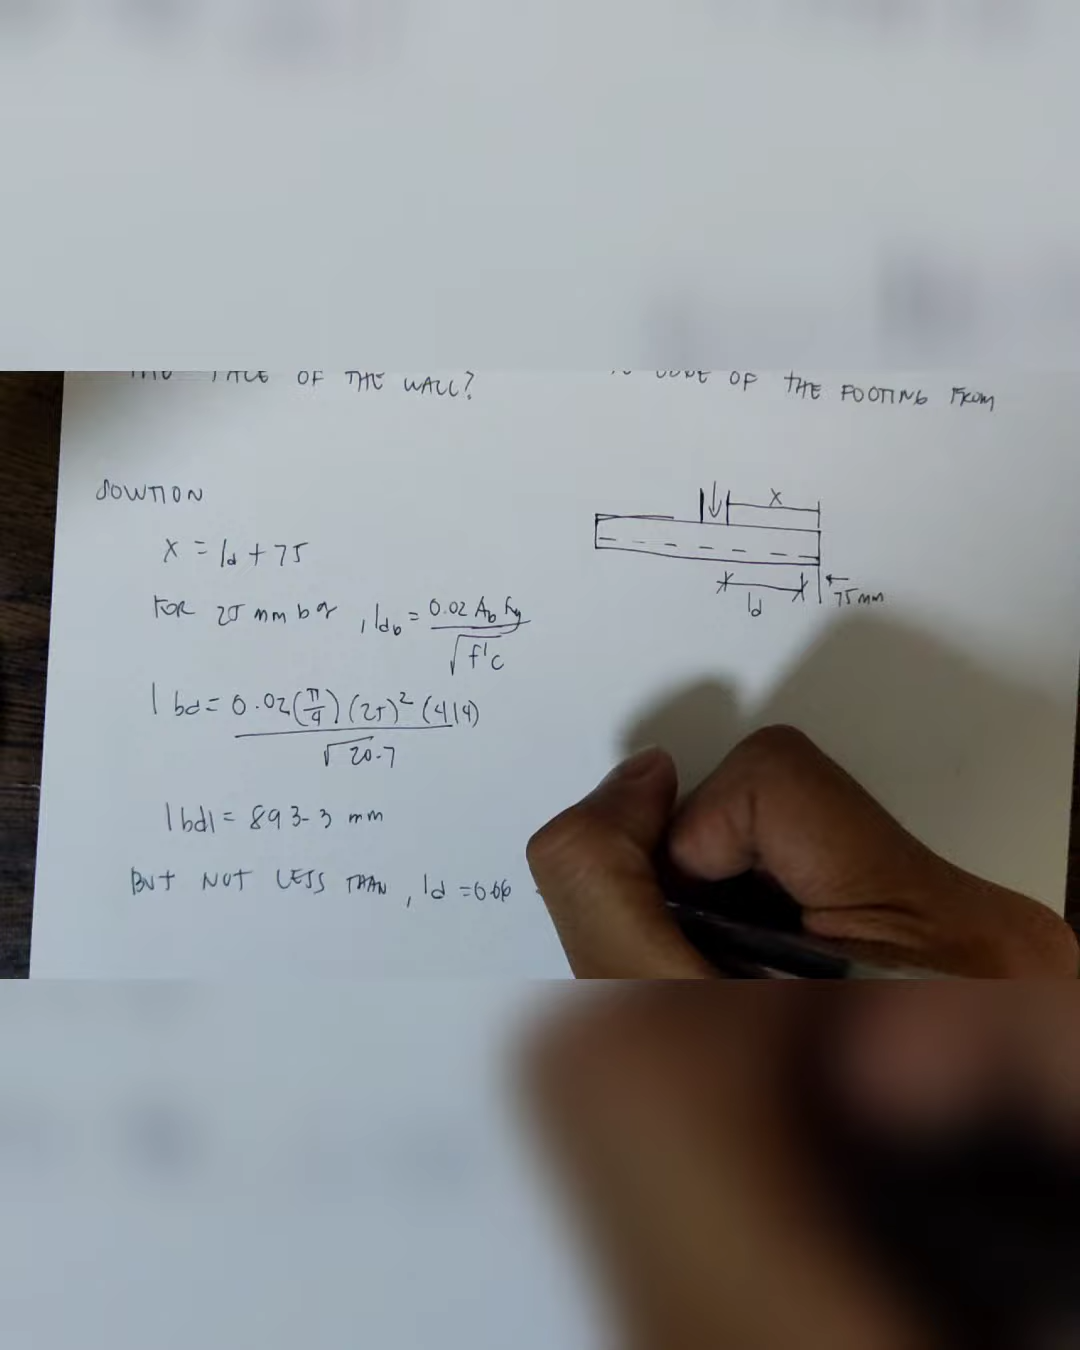 FACE OF THE WALL?
OF THE FOOTING FROM
SOLUTION
X
X = ld + 75
75 mm
ld
FOR 25 mm bar, ldb = 0.02 Ab fy
√f'c
lbd = 0.02(π/4)(25)² (414)
√20.7
lbdl = 893-3 mm
BUT NOT LESS THAN, ld = 0.06